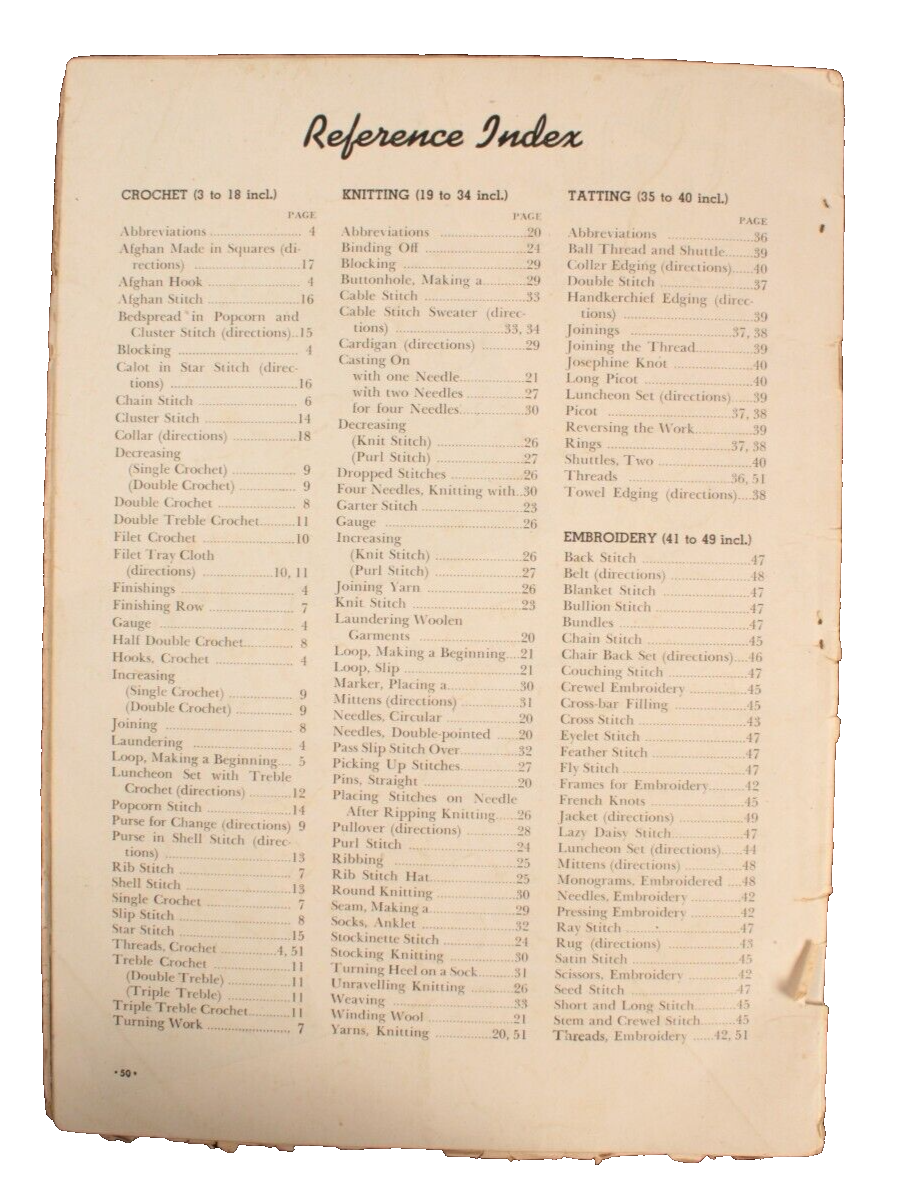 Reference Index
CROCHET (3 to 18 incl.)
PAGE
Abbreviations ..................... 4
Afghan Made in Squares (di-
rections) .......................17
Afghan Hook ..................... 4
Afghan Stitch .....................16
Bedspread in Popcorn and
Cluster Stitch (directions)..15
Blocking ........................... 4
Calot in Star Stitch (direc-
tions) ............................16
Chain Stitch ...................... 6
Cluster Stitch .....................14
Collar (directions) ...............18
Decreasing
(Single Crochet) ................ 9
(Double Crochet) .............. 9
Double Crochet .................. 8
Double Treble Crochet.........11
Filet Crochet .....................10
Filet Tray Cloth
(directions) ................10, 11
Finishings ......................... 4
Finishing Row .................... 7
Gauge .............................. 4
Half Double Crochet............ 8
Hooks, Crochet .................. 4
Increasing
(Single Crochet) ................ 9
(Double Crochet) .............. 9
Joining ............................. 8
Laundering ....................... 4
Loop, Making a Beginning.... 5
Luncheon Set with Treble
Crochet (directions) ..........12
Popcorn Stitch ....................14
Purse for Change (directions) 9
Purse in Shell Stitch (direc-
tions) ............................13
Rib Stitch .......................... 7
Shell Stitch ........................13
Single Crochet .................... 7
Slip Stitch ......................... 8
Star Stitch .........................15
Threads, Crochet .............4, 51
Treble Crochet ...................11
(Double Treble) ................11
(Triple Treble) .................11
Triple Treble Crochet..........11
Turning Work .................... 7
KNITTING (19 to 34 incl.)
PAGE
Abbreviations .....................20
Binding Off .......................24
Blocking ...........................29
Buttonhole, Making a...........29
Cable Stitch .......................33
Cable Stitch Sweater (direc-
tions) .......................33, 34
Cardigan (directions) ...........29
Casting On
with one Needle................21
with two Needles ..............27
for four Needles................30
Decreasing
(Knit Stitch) ....................26
(Purl Stitch) ....................27
Dropped Stitches .................26
Four Needles, Knitting with..30
Garter Stitch ......................23
Gauge ..............................26
Increasing
(Knit Stitch) ....................26
(Purl Stitch) ....................27
Joining Yarn ......................26
Knit Stitch ........................23
Laundering Woolen
Garments .......................20
Loop, Making a Beginning....21
Loop, Slip .........................21
Marker, Placing a................30
Mittens (directions) .............31
Needles, Circular ................20
Needles, Double-pointed ......20
Pass Slip Stitch Over............32
Picking Up Stitches..............27
Pins, Straight .....................20
Placing Stitches on Needle
After Ripping Knitting......26
Pullover (directions) ............28
Purl Stitch ........................24
Ribbing ............................25
Rib Stitch Hat....................25
Round Knitting ..................30
Seam, Making a..................29
Socks, Anklet .....................32
Stockinette Stitch ................24
Stocking Knitting ................30
Turning Heel on a Sock........31
Unravelling Knitting ...........26
Weaving ...........................33
Winding Wool ...................21
Yarns, Knitting ..............20, 51
TATTING (35 to 40 incl.)
PAGE
Abbreviations .....................36
Ball Thread and Shuttle........39
Collar Edging (directions).....40
Double Stitch .....................37
Handkerchief Edging (direc-
tions) ............................39
Joinings .......................37, 38
Joining the Thread...............39
Josephine Knot ...................40
Long Picot ........................40
Luncheon Set (directions).....39
Picot ...........................37, 38
Reversing the Work..............39
Rings ..........................37, 38
Shuttles, Two .....................40
Threads .......................36, 51
Towel Edging (directions)....38
EMBROIDERY (41 to 49 incl.)
Back Stitch ........................47
Belt (directions) ..................48
Blanket Stitch ....................47
Bullion Stitch .....................47
Bundles ............................47
Chain Stitch ......................45
Chair Back Set (directions)....46
Couching Stitch ..................47
Crewel Embroidery .............45
Cross-bar Filling .................45
Cross Stitch .......................43
Eyelet Stitch ......................47
Feather Stitch .....................47
Fly Stitch ..........................47
Frames for Embroidery.........42
French Knots .....................45
Jacket (directions) ...............49
Lazy Daisy Stitch.................47
Luncheon Set (directions).....44
Mittens (directions) .............48
Monograms, Embroidered ....48
Needles, Embroidery ...........42
Pressing Embroidery ...........42
Ray Stitch .........................47
Rug (directions) .................43
Satin Stitch ........................45
Scissors, Embroidery ...........42
Seed Stitch ........................47
Short and Long Stitch...........45
Stem and Crewel Stitch.........45
Threads, Embroidery ......42, 51
• 50 •